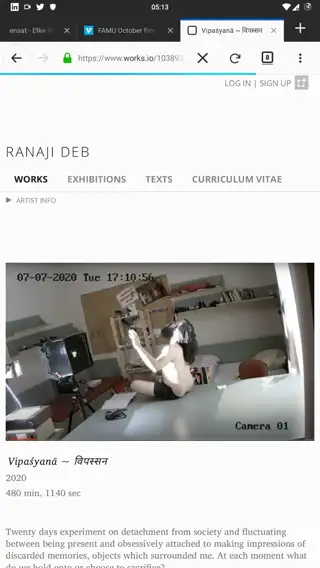 05:13
ensat - Efke
FAMU October film
Vipaśyanā ~ विपस्सन
https://www.works.io/10389
8
LOG IN | SIGN UP
RANAJI DEB
WORKS EXHIBITIONS TEXTS CURRICULUM VITAE
ARTIST INFO
07-07-2020 Tue 17:10:56
Camera 01
Vipaśyanā ~ विपस्सन
2020
480 min, 1140 sec
Twenty days experiment on detachment from society and fluctuating
between being present and obsessively attached to making impressions of
discarded memories, objects which surrounded me. At each moment what
do we hold onto or choose to sacrifice?